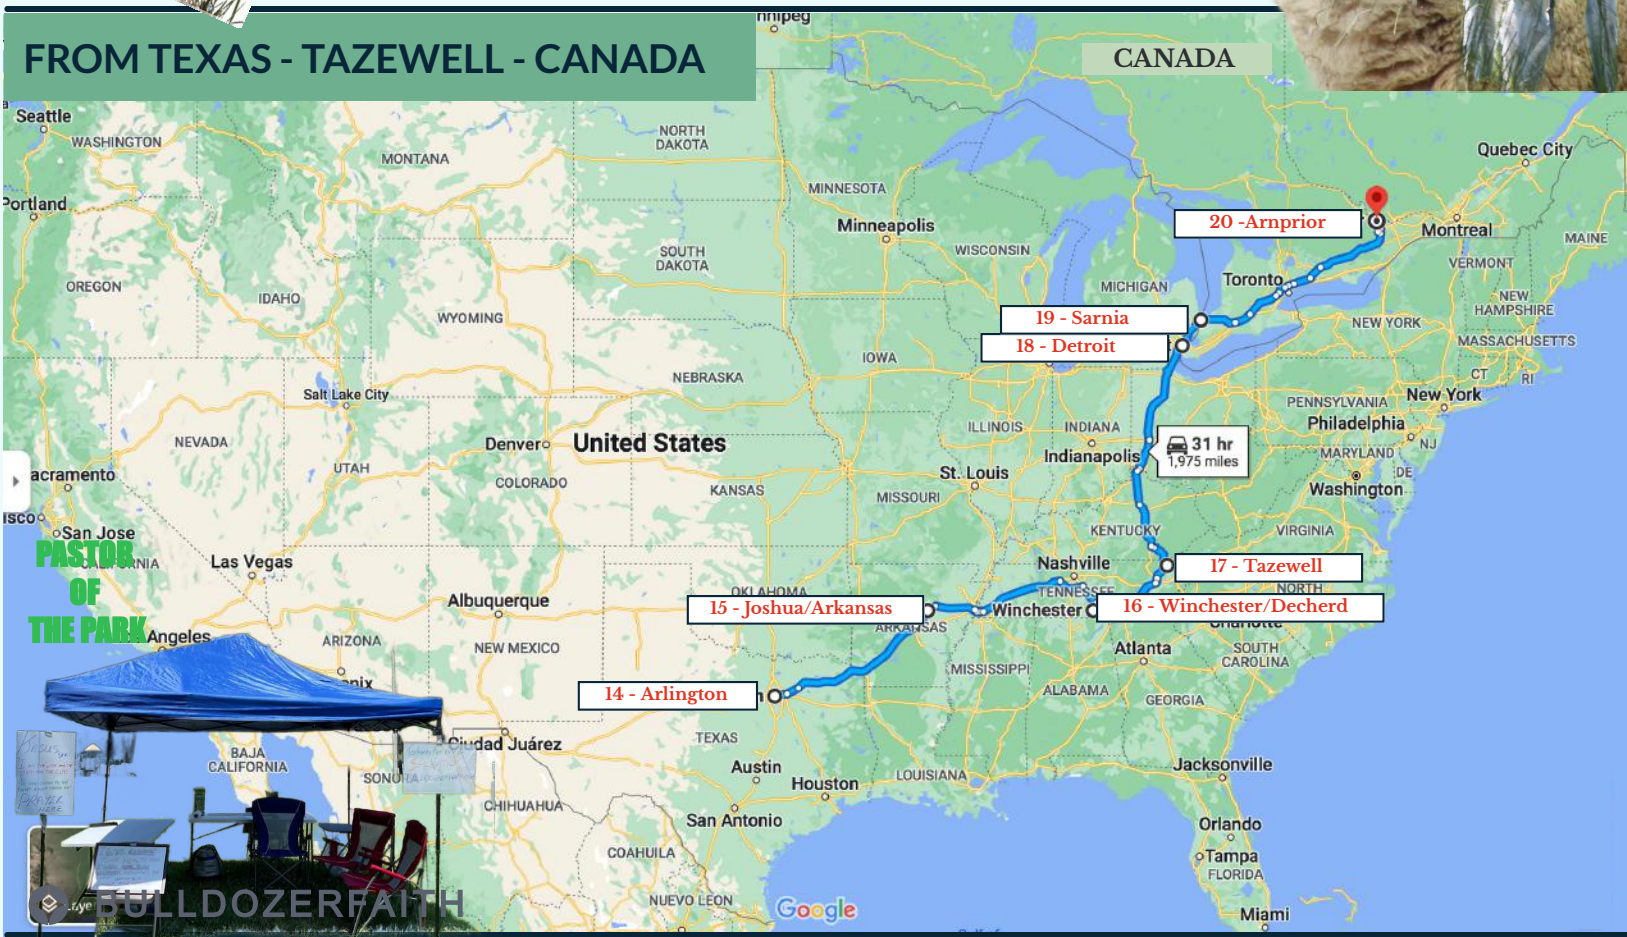 FROM TEXAS - TAZEWELL - CANADA
CANADA
Seattle
WASHINGTON
MONTANA
NORTH
DAKOTA
Quebec City
Portland
MINNESOTA
Minneapolis
20 -Arnprior
Montreal
MAINE
WISCONSIN
SOUTH
DAKOTA
VERMONT
OREGON
IDAHO
MICHIGAN
Toronto
NEW
HAMPSHIRE
WYOMING
19 - Sarnia
NEW YORK
18 - Detroit
MASSACHUSETTS
IOWA
NEBRASKA
CT
RI
Salt Lake City
PENNSYLVANIA
New York
NEVADA
Denver
United States
ILLINOIS
INDIANA
Philadelphia
NJ
31 hr
1,975 miles
Indianapolis
MARYLAND
DE
acramento
UTAH
COLORADO
KANSAS
St. Louis
MISSOURI
Washington
isco
San Jose
KENTUCKY
VIRGINIA
PASTOR
OF
THE PARK
Las Vegas
Nashville
17 - Tazewell
OKLAHOMA
TENNESSEE
NORTH
Albuquerque
15 - Joshua/Arkansas
Winchester
16 - Winchester/Decherd
ARKANSAS
Charlotte
Angeles
ARIZONA
NEW MEXICO
Atlanta
SOUTH
CAROLINA
MISSISSIPPI
14 - Arlington
ALABAMA
GEORGIA
TEXAS
Ciudad Juárez
BAJA
CALIFORNIA
Austin
Houston
LOUISIANA
Jacksonville
CHIHUAHUA
San Antonio
Orlando
COAHUILA
Tampa
FLORIDA
BULLDOZERFAITH
NUEVO LEON
Google
Miami